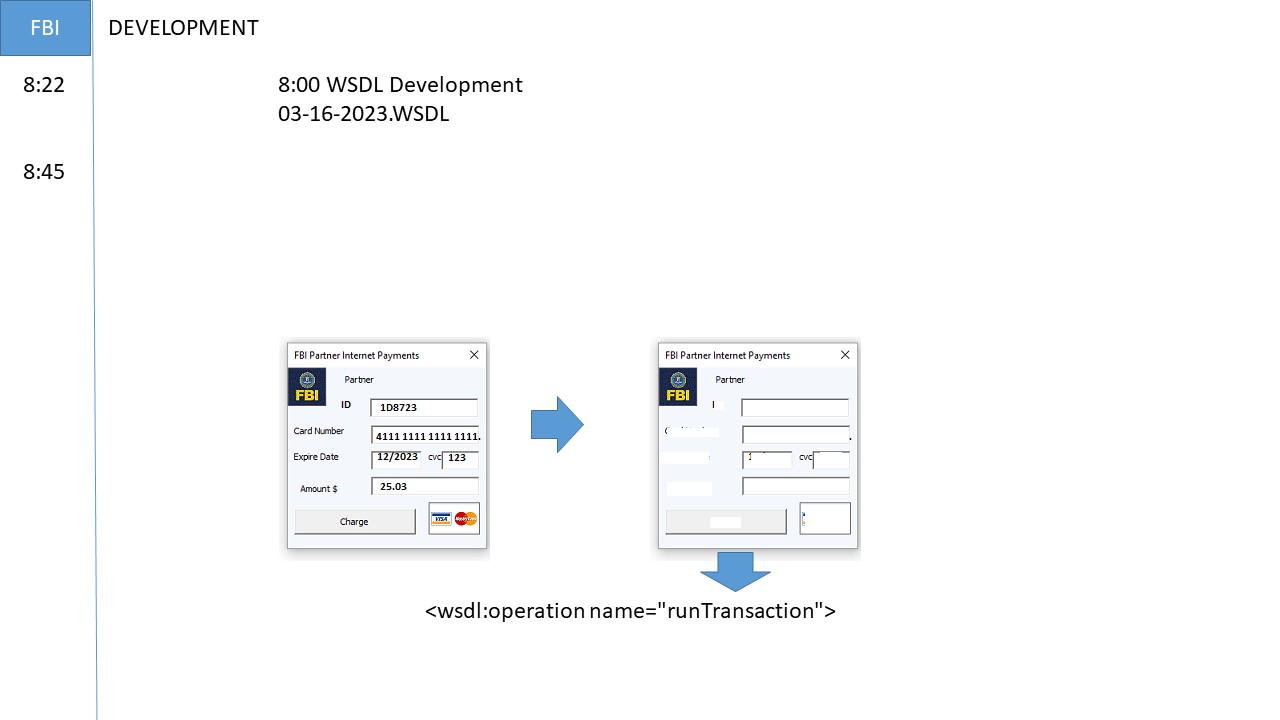 FBI
DEVELOPMENT
8:22
8:00 WSDL Development
03-16-2023.WSDL
8:45
FBI Partner Internet Payments
FBI
Partner
ID
1D8723
Card Number
4111 1111 1111 1111.
Expire Date
12/2023
cvc
123
Amount $
25.03
Charge
VISA
MasterCard
FBI Partner Internet Payments
FBI
Partner
cvc
<wsdl:operation name="runTransaction">